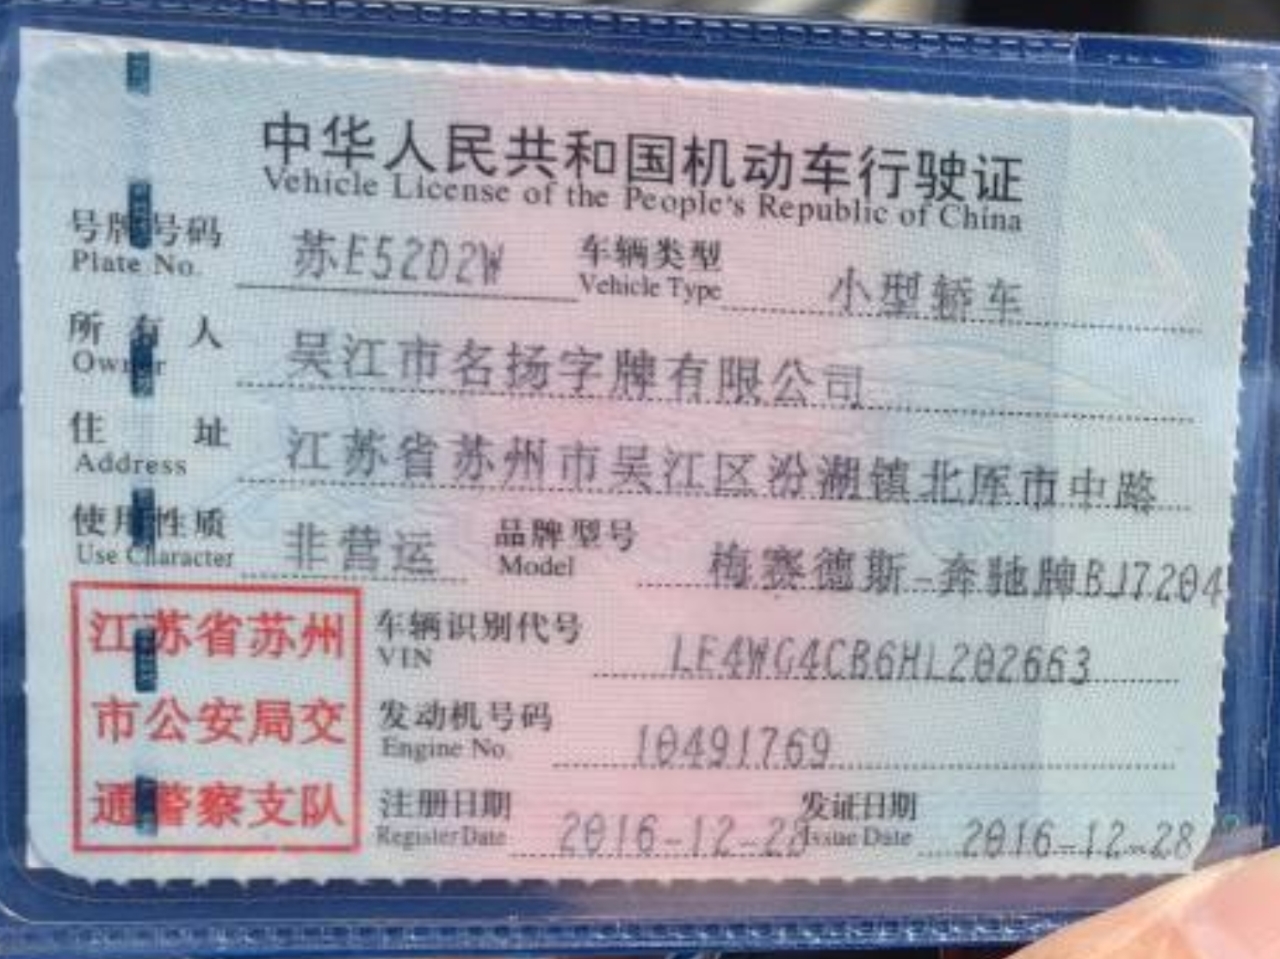 中华人民共和国机动车行驶证
Vehicle License of the People's Republic of China
号牌号码 苏E52D2W 车辆类型 小型轿车
Plate No. Vehicle Type
所有人 吴江市名扬字牌有限公司
Owner
住址 江苏省苏州市吴江区汾湖镇北厍市中路
Address
使用性质 非营运 品牌型号 梅赛德斯-奔驰牌BJ7204
Use Character Model
江苏省苏州
市公安局交
通警察支队
车辆识别代号 LE4WG4CB6HL202663
VIN
发动机号码 10491769
Engine No.
注册日期 2016-12-28 发证日期 2016-12-28
Register Date Issue Date